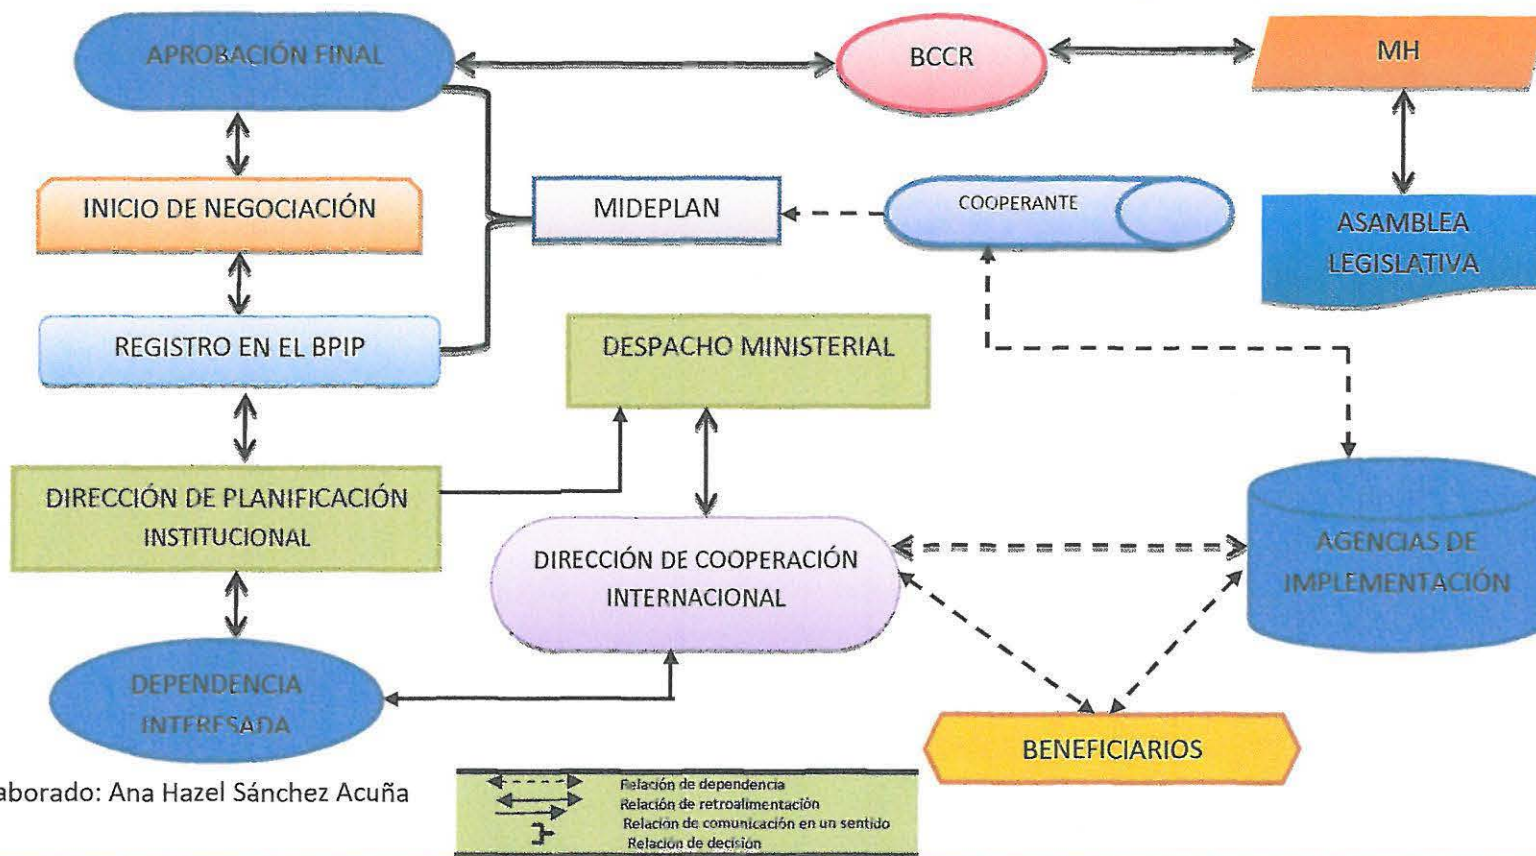 APROBACIÓN FINAL
BCCR
MH
INICIO DE NEGOCIACIÓN
MIDEPLAN
COOPERANTE
ASAMBLEA
LEGISLATIVA
REGISTRO EN EL BPIP
DESPACHO MINISTERIAL
DIRECCIÓN DE PLANIFICACIÓN
INSTITUCIONAL
DIRECCIÓN DE COOPERACIÓN
INTERNACIONAL
AGENCIAS DE
IMPLEMENTACIÓN
DEPENDENCIA
INTERESADA
BENEFICIARIOS
aborado: Ana Hazel Sánchez Acuña
Relación de dependencia
Relación de retroalimentación
Relación de comunicación en un sentido
Relación de decisión